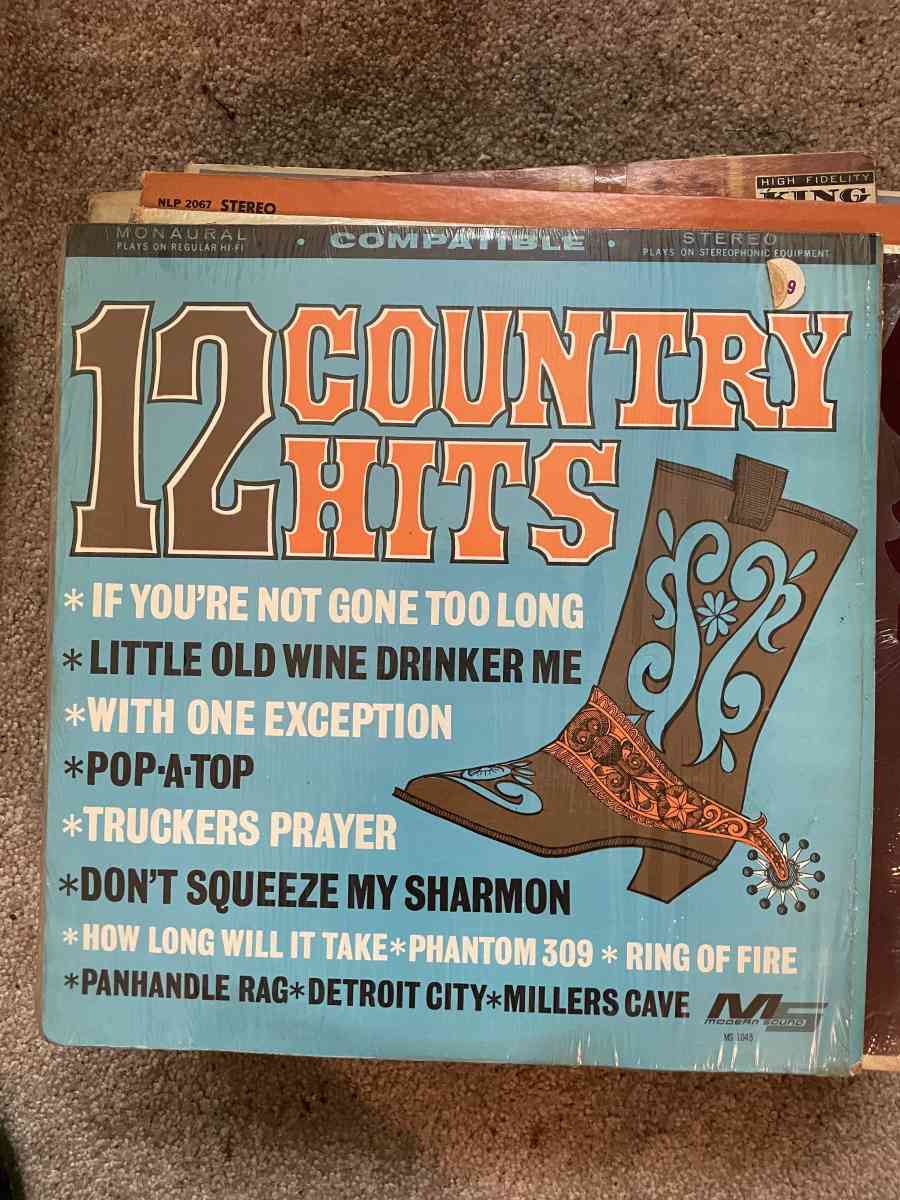 HIGH FIDELITY
KING
NLP 2067 STEREO
MONAURAL • COMPATIBLE • STEREO
PLAYS ON REGULAR HI-FI PLAYS ON STEREOPHONIC EQUIPMENT
9
12 COUNTRY
HITS
* IF YOU'RE NOT GONE TOO LONG
* LITTLE OLD WINE DRINKER ME
*WITH ONE EXCEPTION
*POP-A-TOP
*TRUCKERS PRAYER
*DON'T SQUEEZE MY SHARMON
*HOW LONG WILL IT TAKE*PHANTOM 309 * RING OF FIRE
*PANHANDLE RAG*DETROIT CITY*MILLERS CAVE
MS
MODERN SOUND